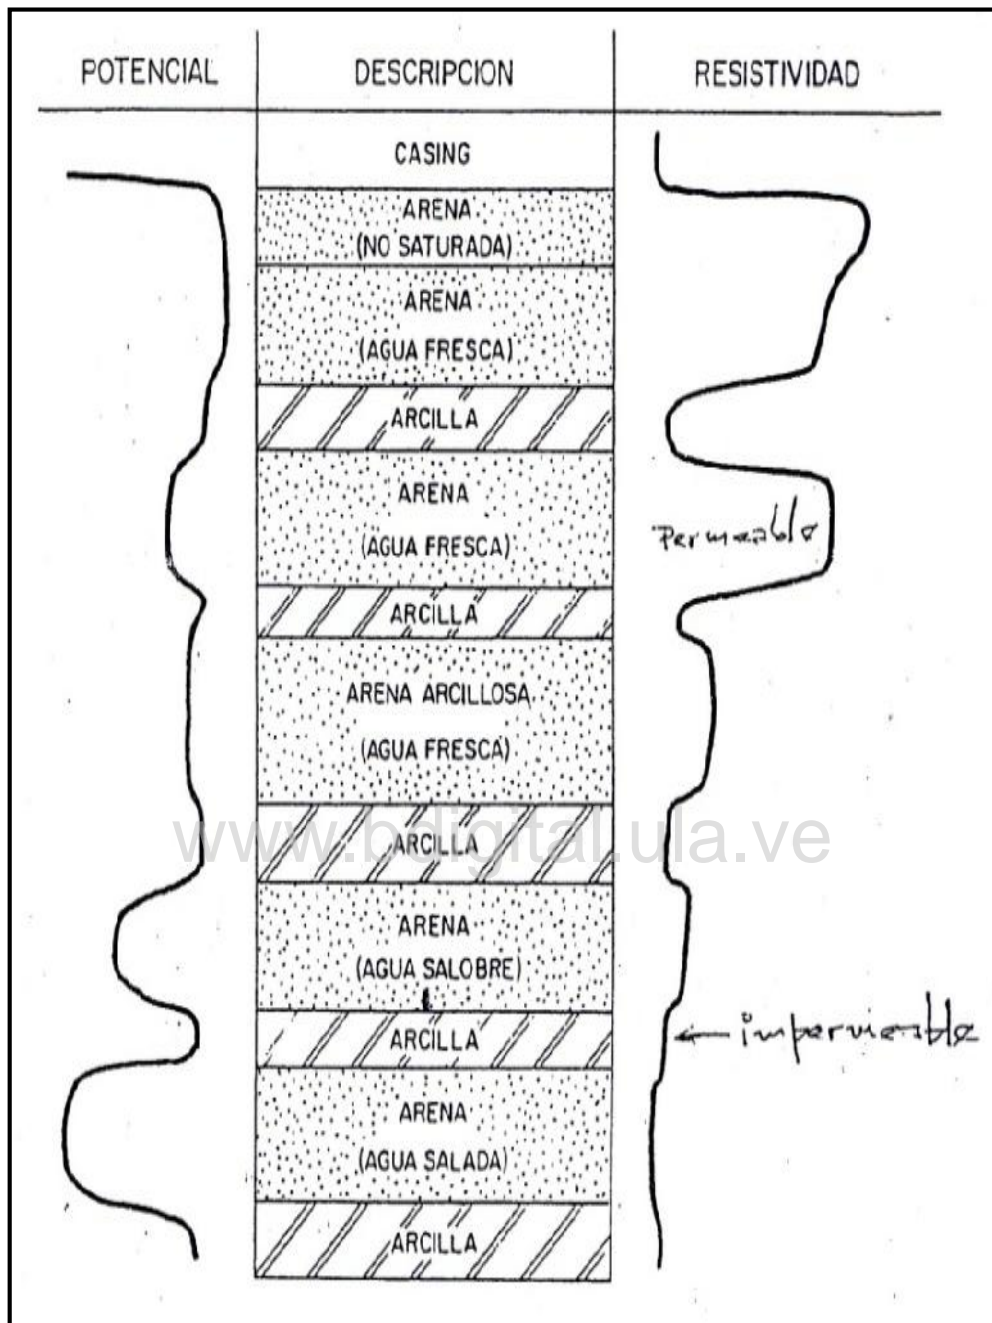 POTENCIAL
DESCRIPCION
RESISTIVIDAD
CASING
ARENA
(NO SATURADA)
ARENA
(AGUA FRESCA)
ARCILLA
ARENA
(AGUA FRESCA)
Permeable
ARCILLA
ARENA ARCILLOSA
(AGUA FRESCA)
www.bdigital.ula.ve
ARCILLA
ARENA
(AGUA SALOBRE)
ARCILLA
impermeable
ARENA
(AGUA SALADA)
ARCILLA